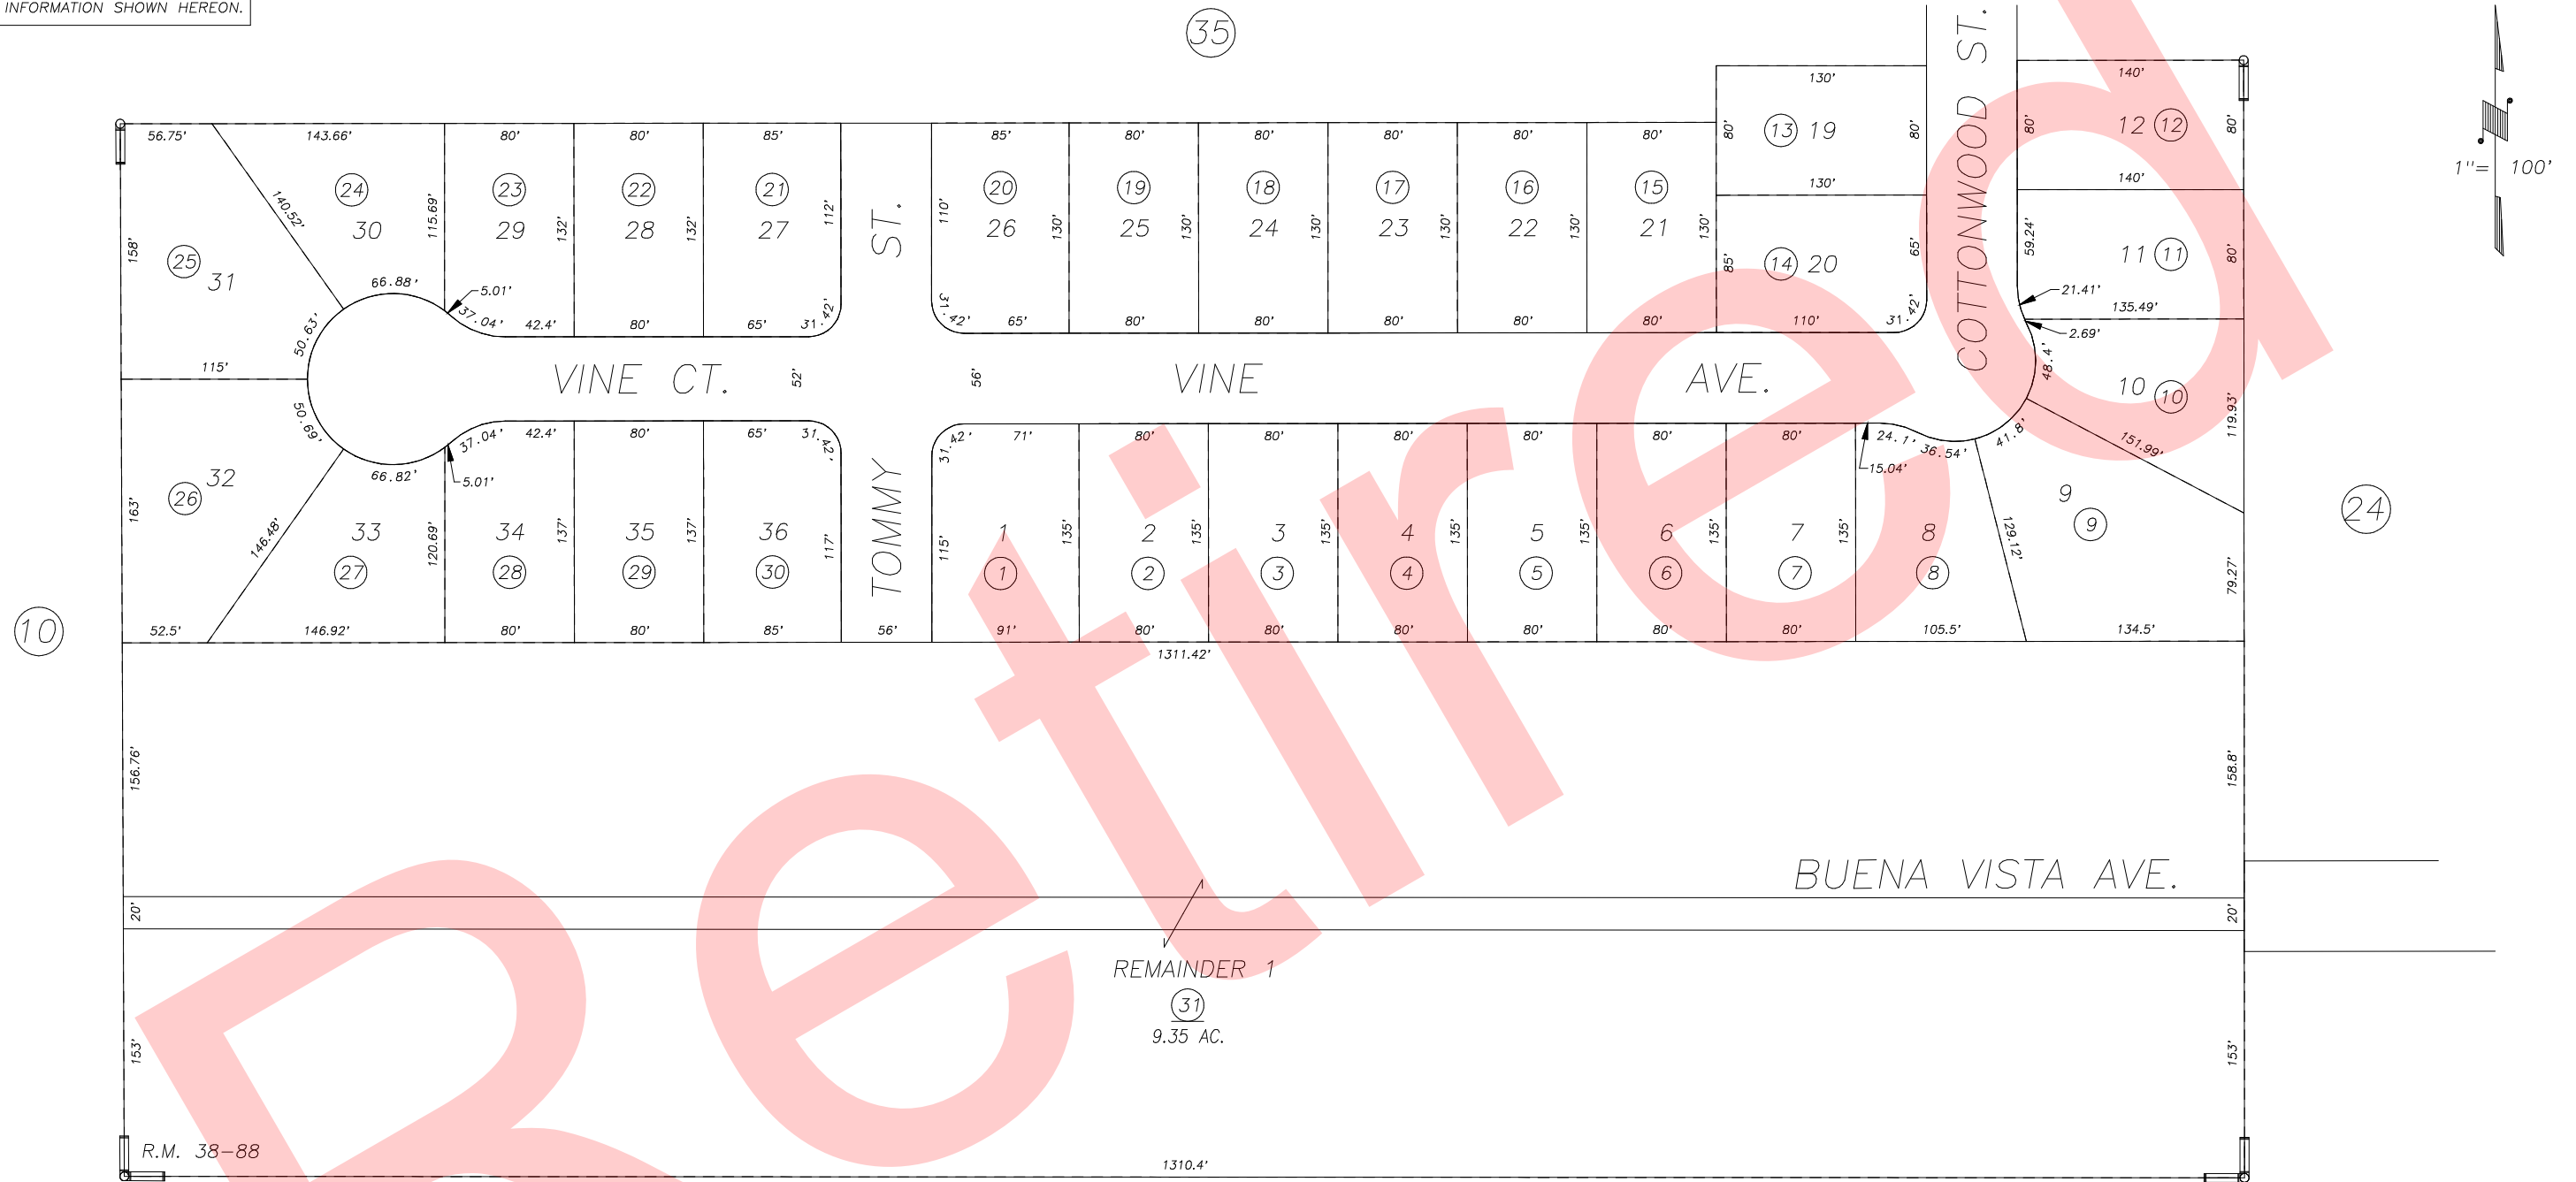 INFORMATION SHOWN HEREON.
35
COTTONWOOD ST.
1"= 100'
56.75' 143.66' 80' 80' 85' 85' 80' 80' 80' 80' 80'
130' 140'
80' 13 19 80' 80' 12 12 80'
130' 140'
158' 140.52' 24 30 115.69' 23 29 132' 22 28 132' 21 27 112'
ST.
110' 20 26 130' 19 25 130' 18 24 130' 17 23 130' 16 22 130' 15 21 130'
85' 14 20 65' 59.24' 11 11 80'
25 31
66.88' 5.01' 37.04' 42.4' 80' 65' 31.42' 31.42' 65' 80' 80' 80' 80' 80' 110' 31.42'
21.41' 135.49' 2.69'
50.63' 115' 50.69'
VINE CT. 52' 56' VINE AVE.
48.4' 10 10 119.93'
66.82' 5.01' 37.04' 42.4' 80' 65' 31.42' 31.42' 71' 80' 80' 80' 80' 80' 80' 15.04' 24.1' 36.54' 41.8' 151.99'
163' 32 26 146.48'
33 27 120.69' 34 28 137' 35 29 137' 36 30 117'
TOMMY
115' 1 1 135' 2 2 135' 3 3 135' 4 4 135' 5 5 135' 6 6 135' 7 7 135' 8 8 129.12' 9 9 79.27'
24
10
52.5' 146.92' 80' 80' 85' 56' 91' 80' 80' 80' 80' 80' 80' 105.5' 134.5'
1311.42'
156.76' 158.8'
BUENA VISTA AVE.
20' 20'
REMAINDER 1
31
9.35 AC.
153' 153'
R.M. 38-88
1310.4'
Retired